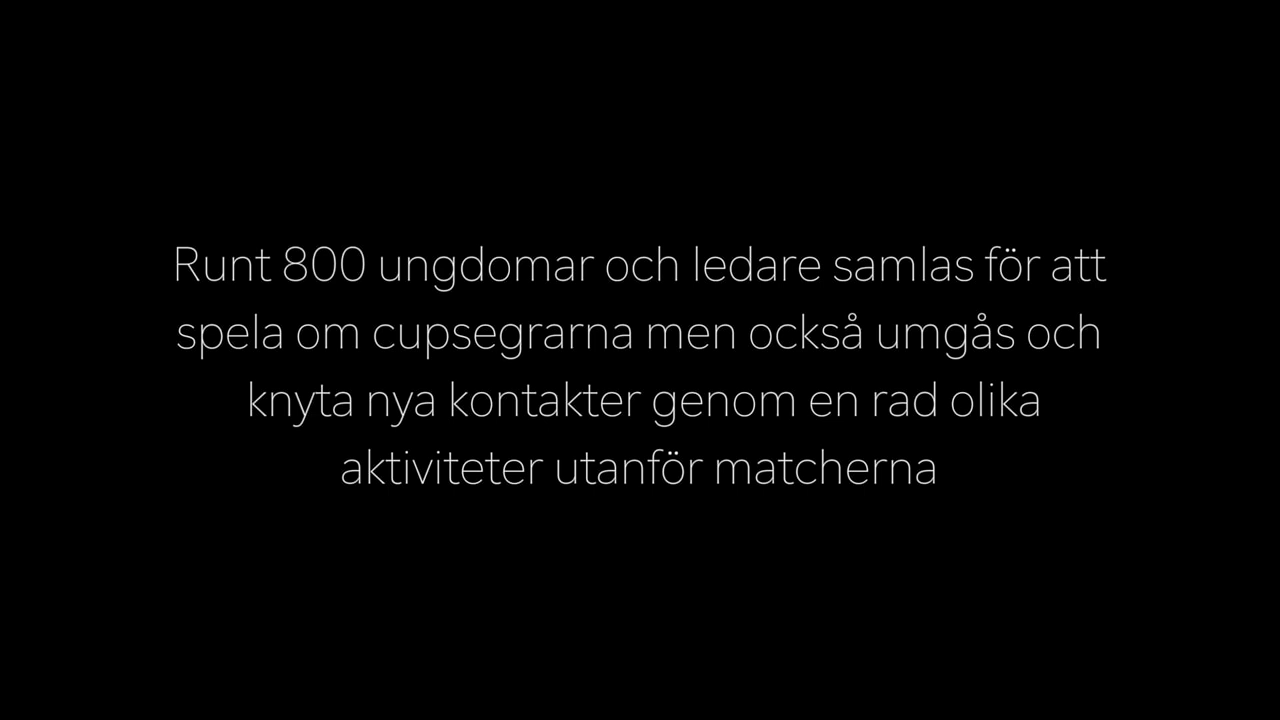 Runt 800 ungdomar och ledare samlas för att
spela om cupsegrarna men också umgås och
knyta nya kontakter genom en rad olika
aktiviteter utanför matcherna